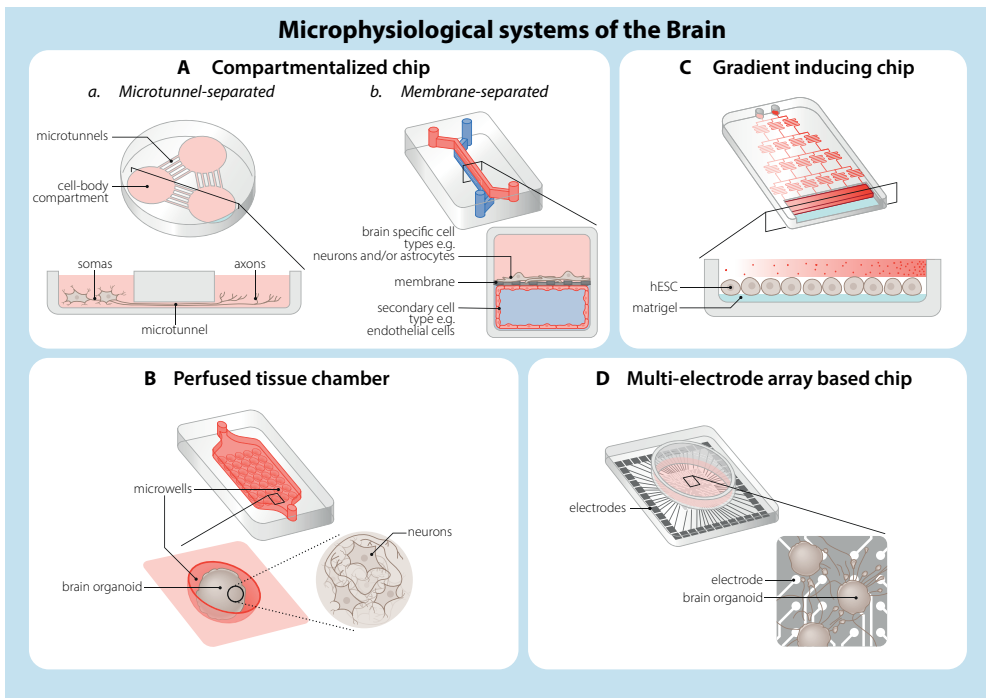 Microphysiological systems of the Brain
A Compartmentalized chip
a. Microtunnel-separated
b. Membrane-separated
microtunnels
cell-body
compartment
somas
axons
microtunnel
brain specific cell
types e.g.
neurons and/or astrocytes
membrane
secondary cell
type e.g.
endothelial cells
C Gradient inducing chip
hESC
matrigel
B Perfused tissue chamber
microwells
neurons
brain organoid
D Multi-electrode array based chip
electrodes
electrode
brain organoid